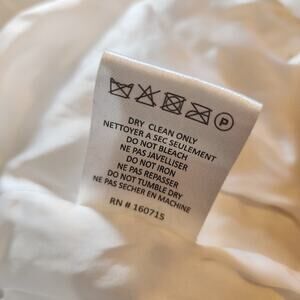 P
DRY CLEAN ONLY
NETTOYER A SEC SEULEMENT
DO NOT BLEACH
NE PAS JAVELLISER
DO NOT IRON
NE PAS REPASSER
DO NOT TUMBLE DRY
NE PAS SECHER EN MACHINE
RN # 160715